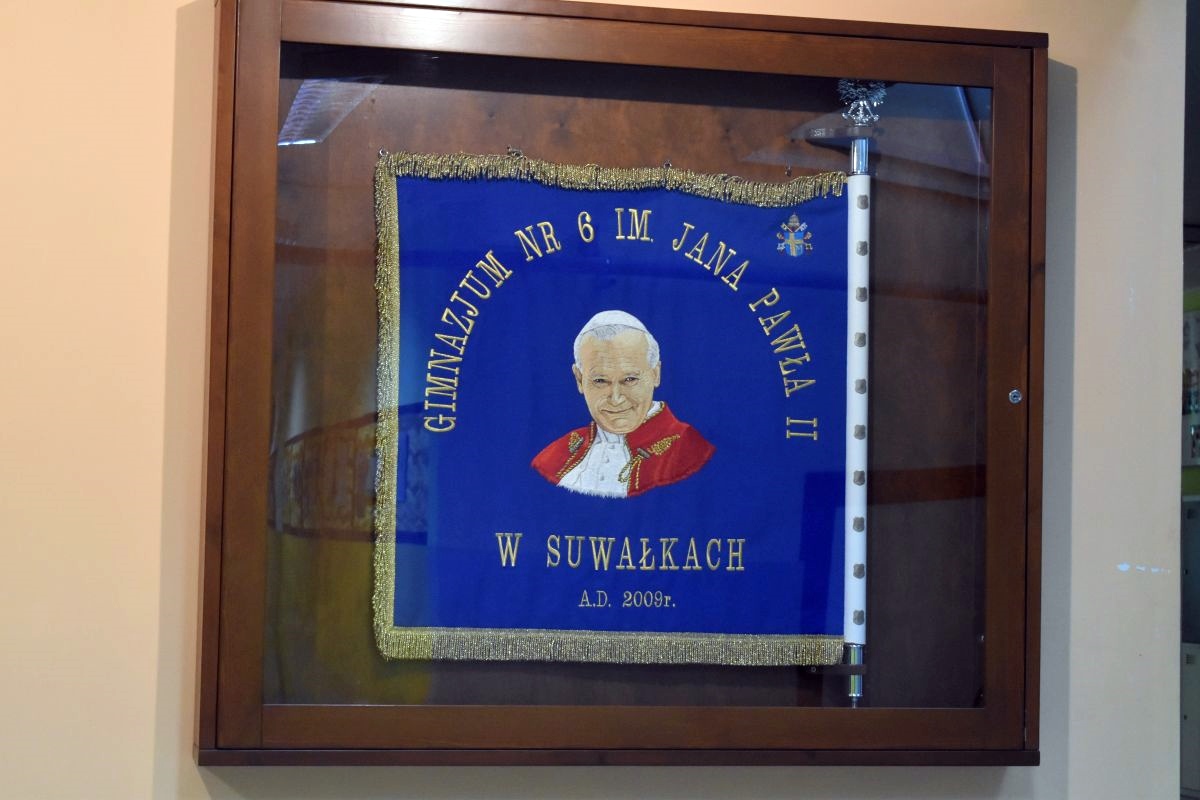 GIMNAZJUM NR 6 IM. JANA PAWŁA II
W SUWAŁKACH
A.D. 2009r.